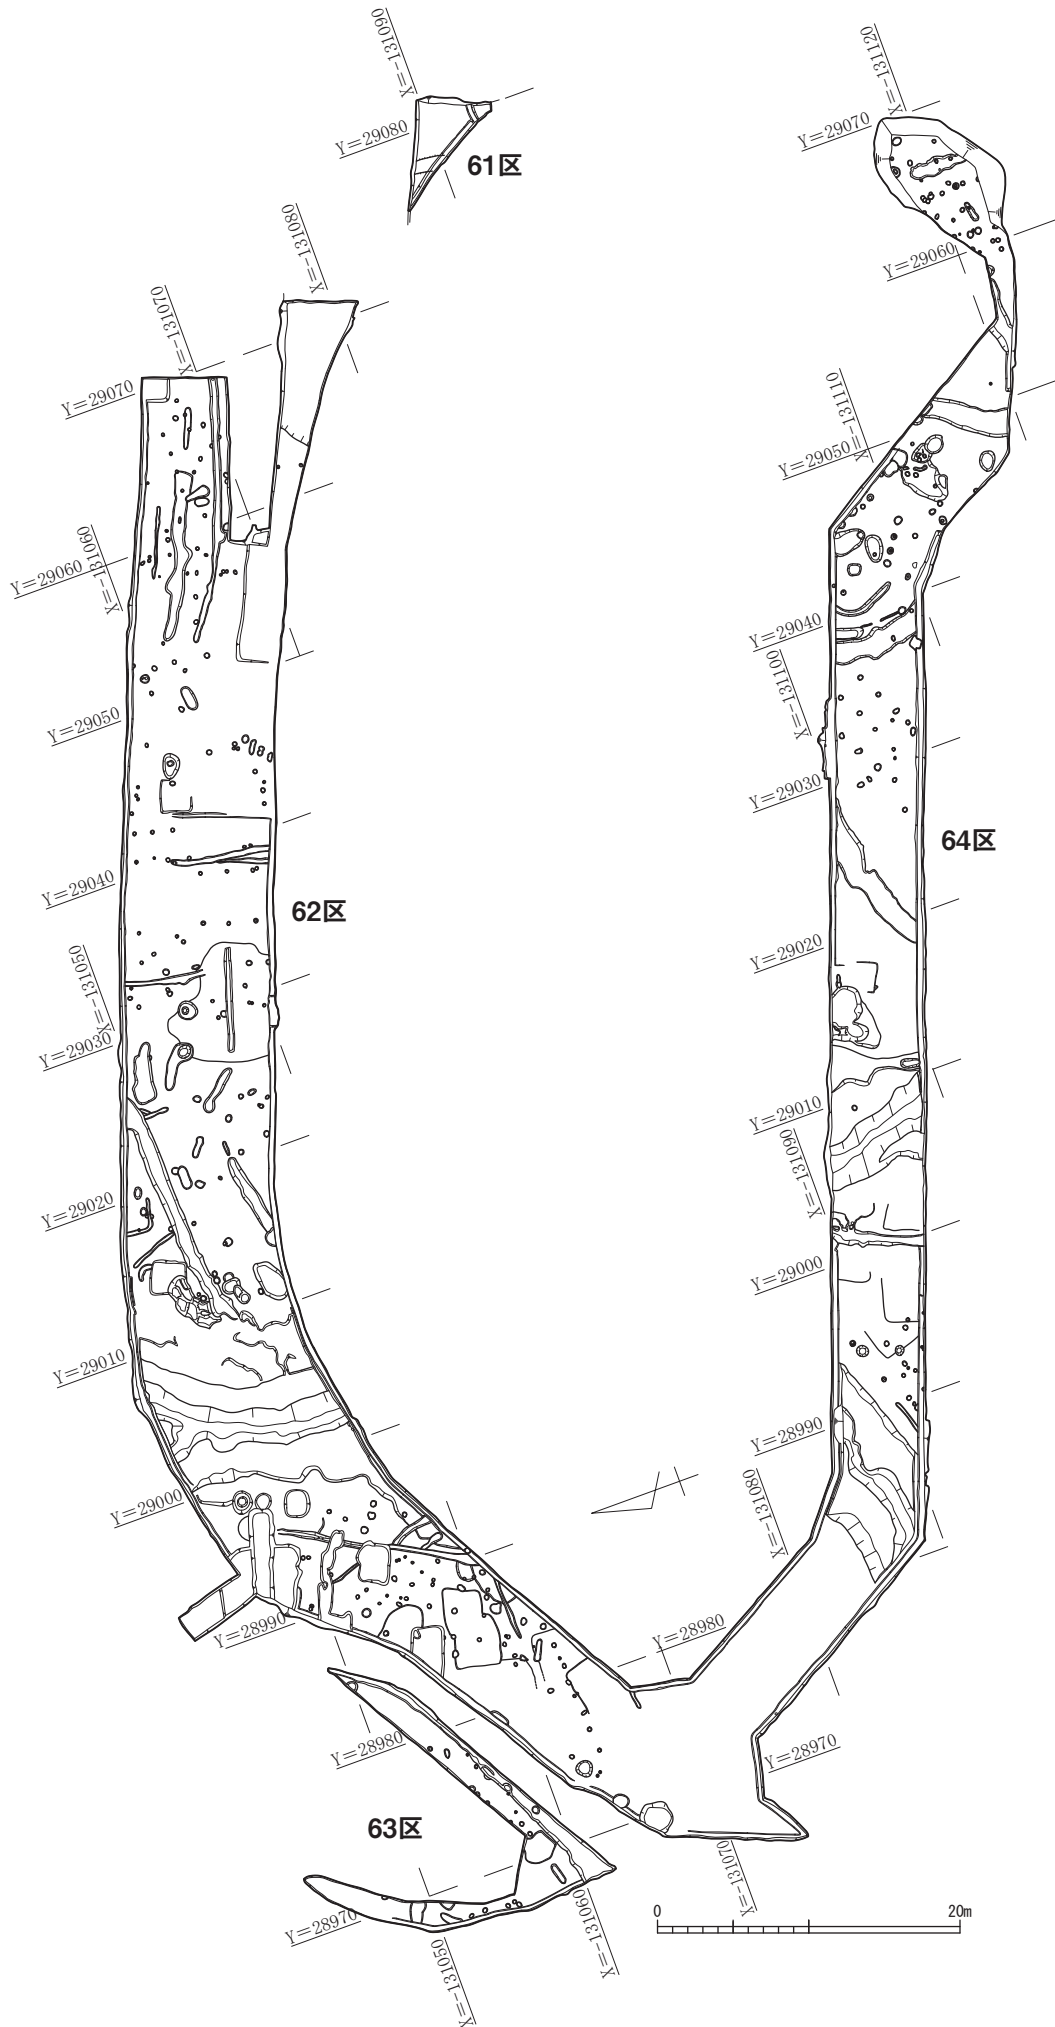 X=-131090
Y=29080
61区
X=-131120
Y=29070
Y=29060
X=-131080
X=-131070
Y=29070
X=-131060
Y=29060
X=-131110
Y=29050
Y=29040
X=-131100
Y=29030
64区
Y=29050
Y=29040
62区
X=-131050
Y=29030
Y=29020
Y=29010
X=-131090
Y=29020
Y=29000
Y=29010
Y=28990
X=-131080
Y=29000
Y=28990
Y=28980
Y=28980
Y=28970
63区
X=-131070
X=-131060
Y=28970
X=-131050
0 20m